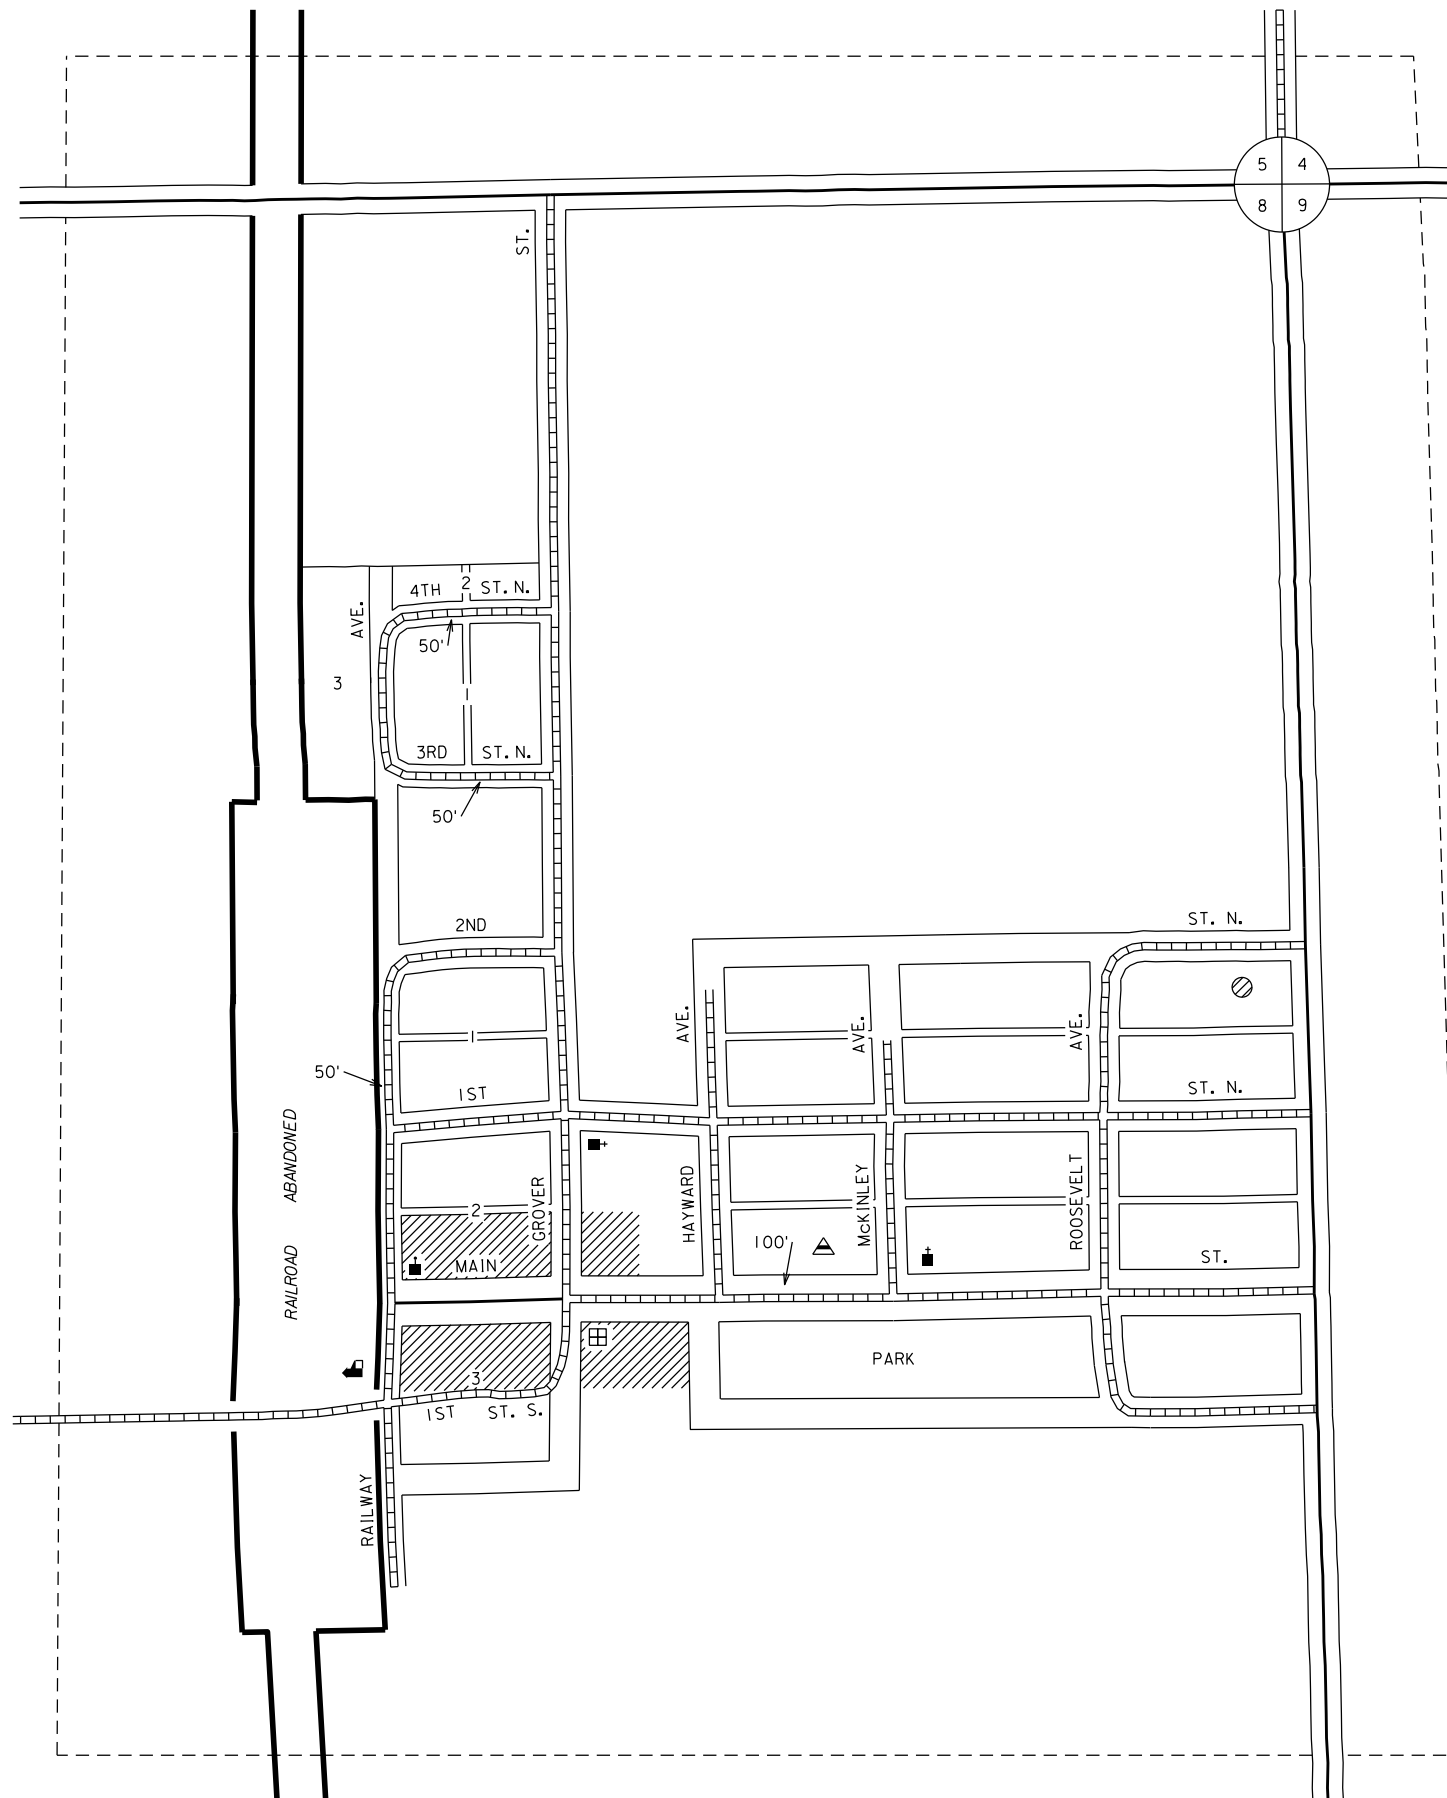 5 4
8 9
ST.
4TH 2 ST. N.
AVE.
50'
3
1
3RD ST. N.
50'
2ND
ST. N.
AVE.
AVE.
AVE.
1
50'
1ST
ST. N.
RAILROAD ABANDONED
GROVER
HAYWARD
McKINLEY
ROOSEVELT
2
100'
MAIN
ST.
PARK
3
1ST ST. S.
RAILWAY